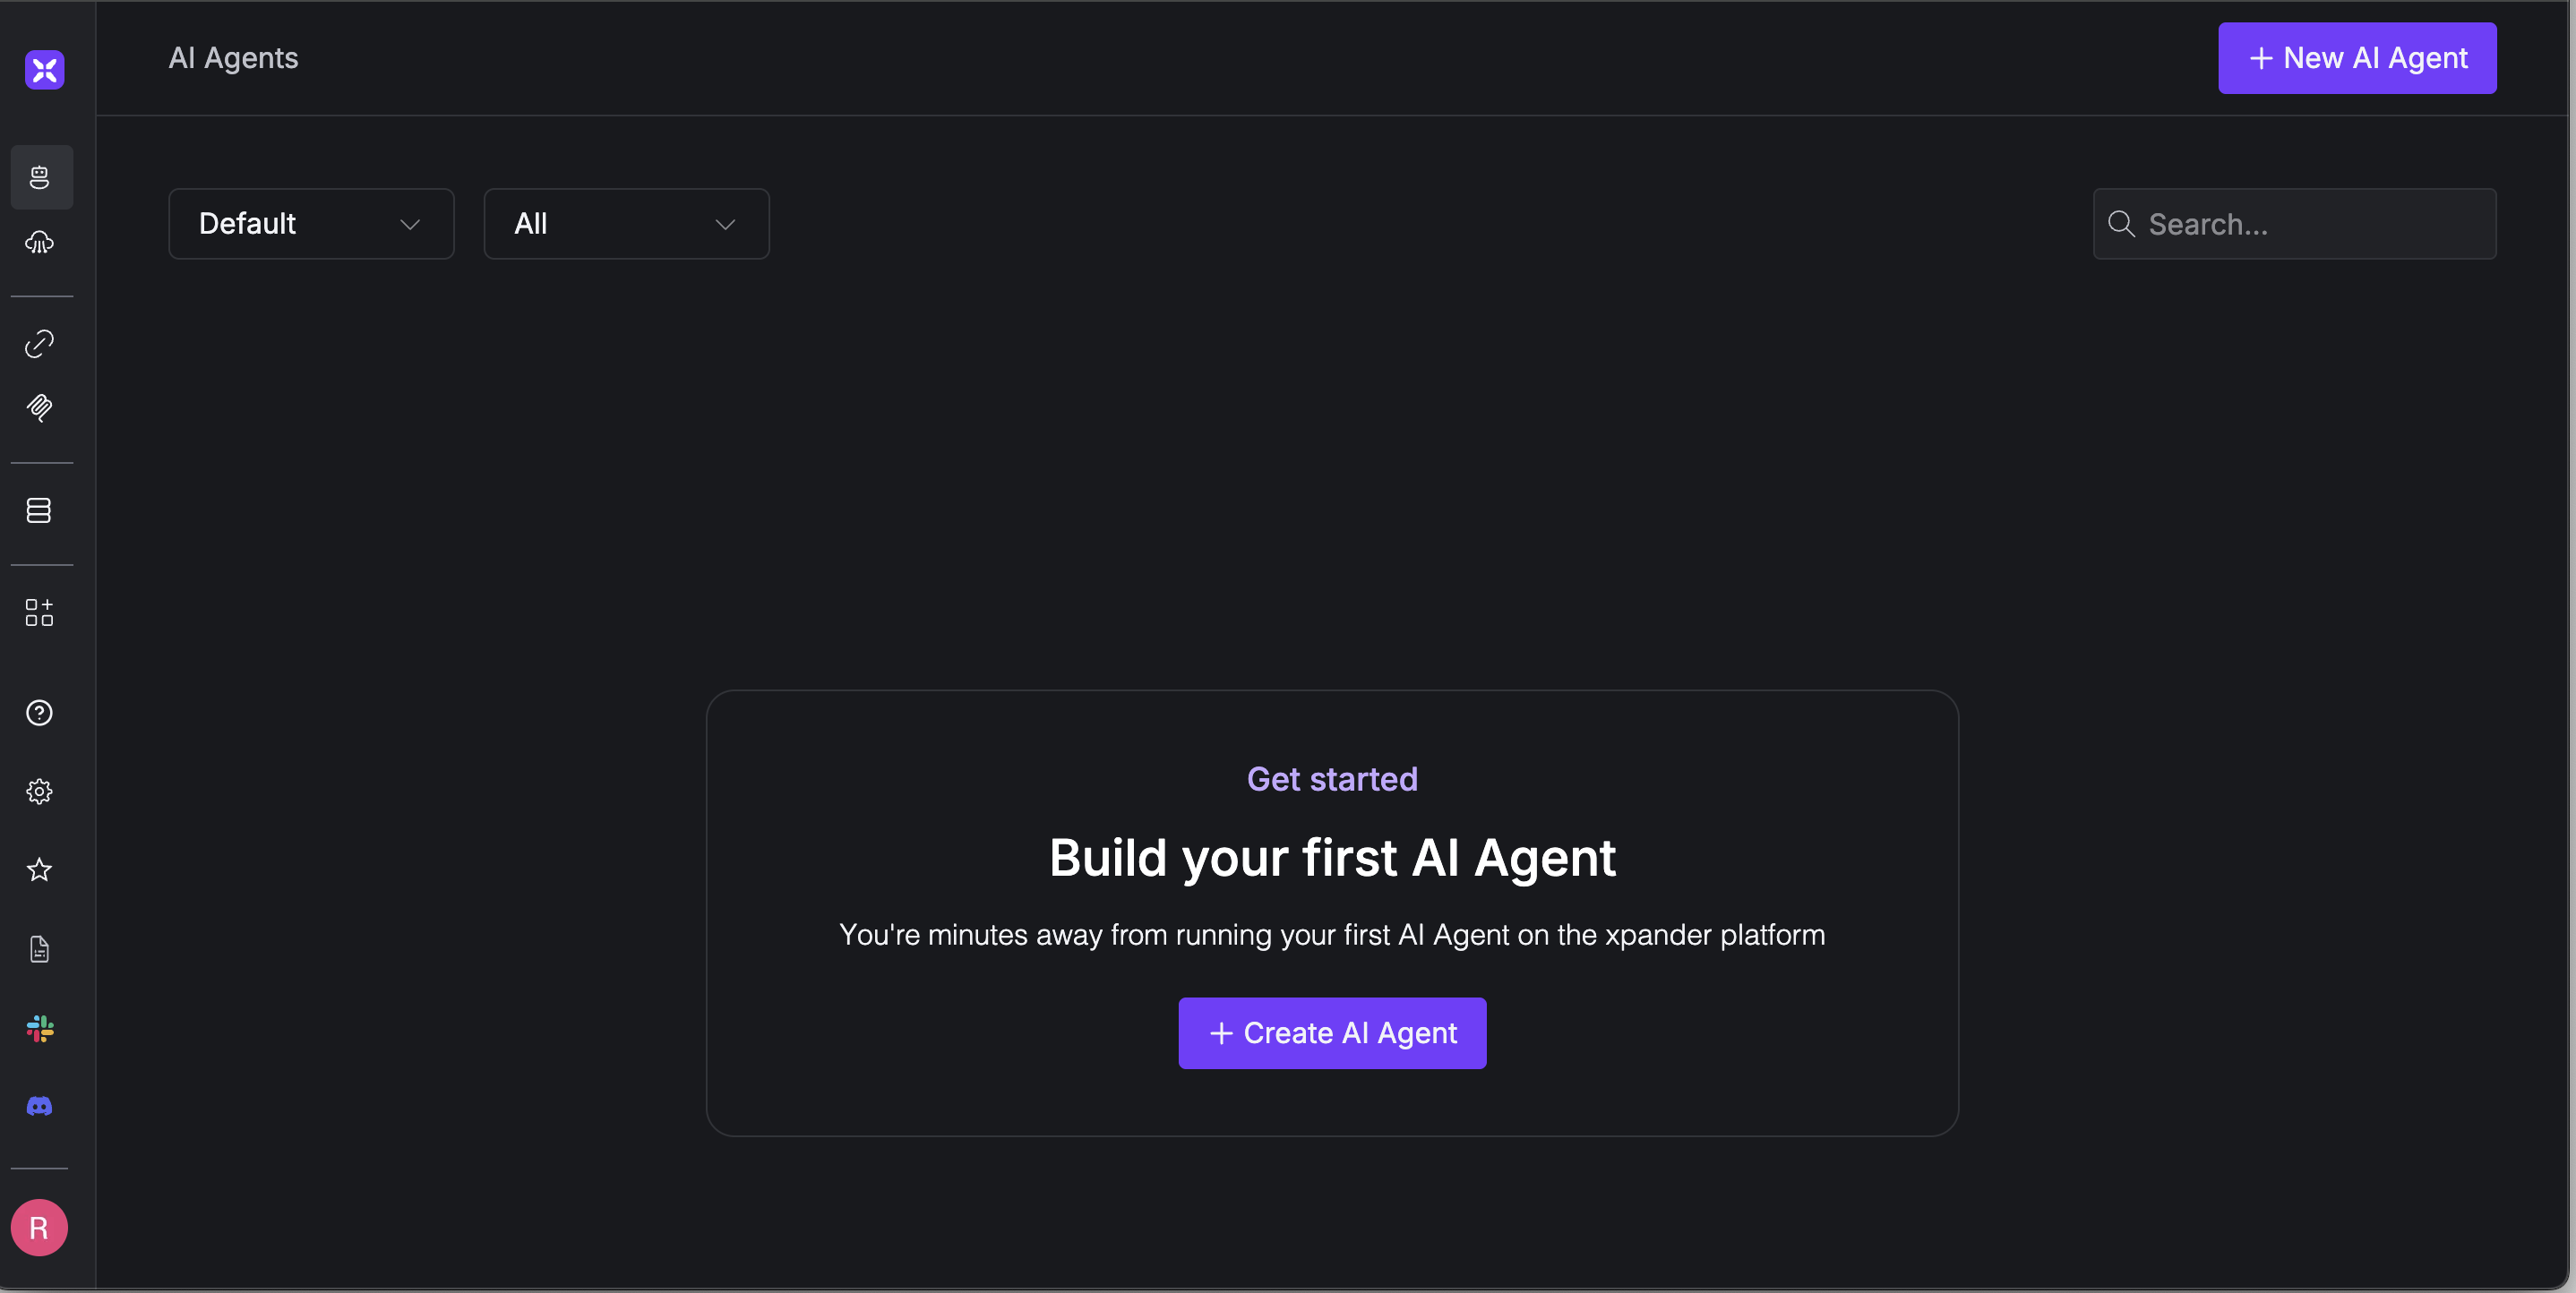 AI Agents
+ New AI Agent
Default
All
Search...
Get started
Build your first AI Agent
You're minutes away from running your first AI Agent on the xpander platform
+ Create AI Agent
R